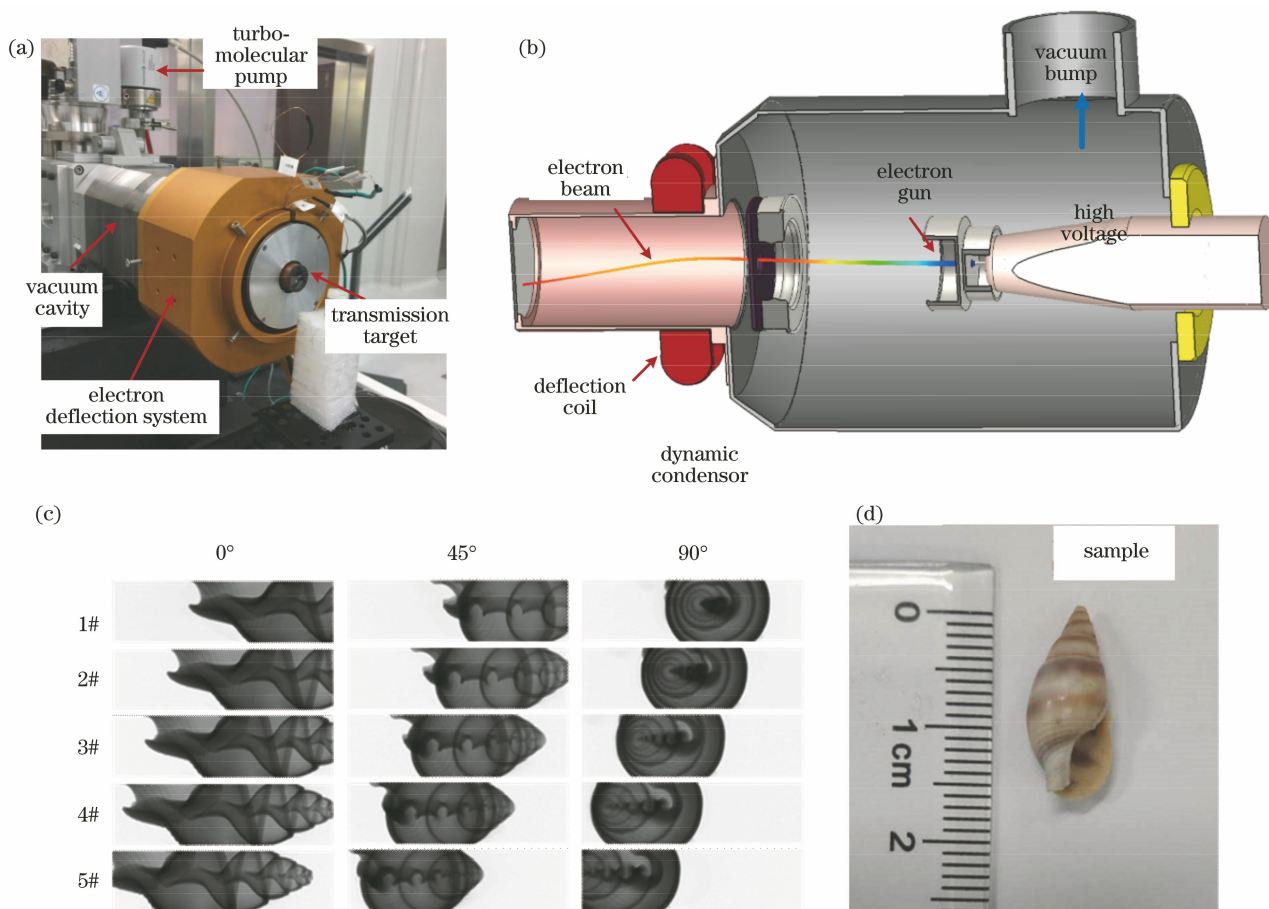 (a)
turbo-
molecular
pump
vacuum
cavity
transmission
target
electron
deflection system
(b)
vacuum
bump
electron
beam
electron
gun
high
voltage
deflection
coil
dynamic
condensor
(c)
0° 45° 90°
1#
2#
3#
4#
5#
(d)
sample
0
1 cm
2